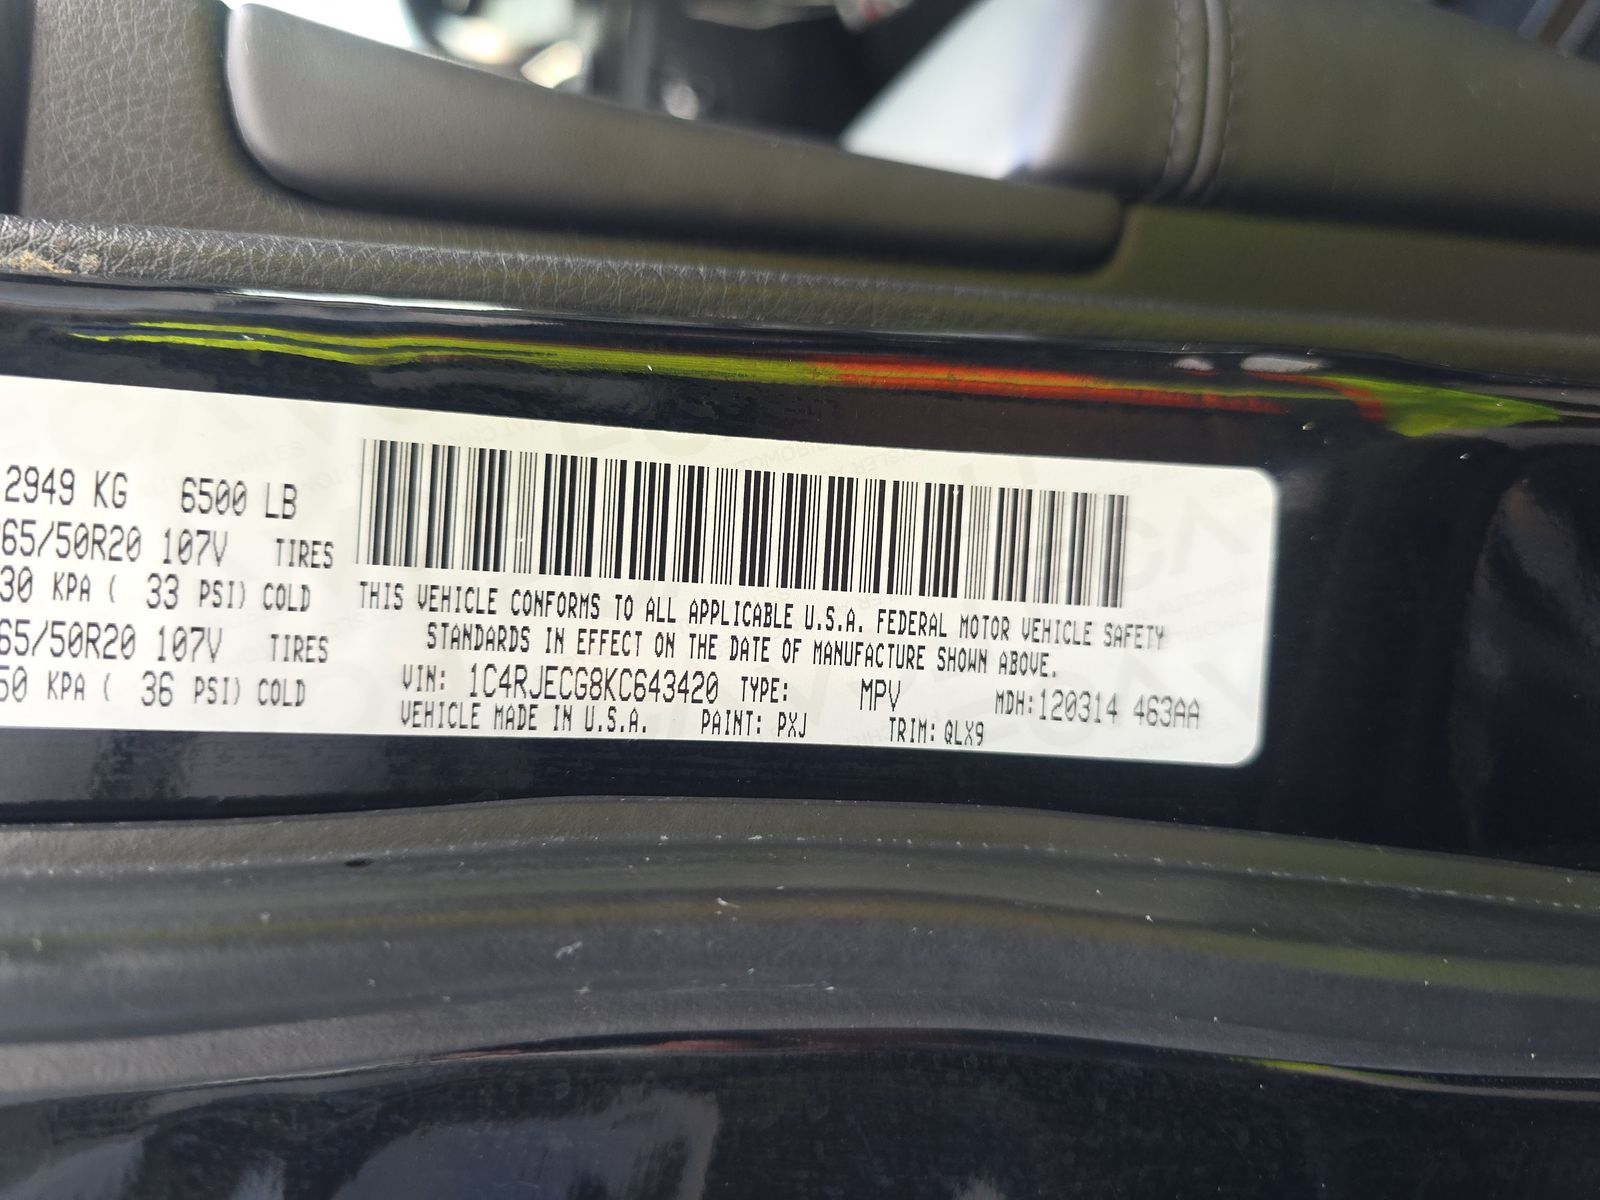 2949 KG 6500 LB
65/50R20 107V TIRES
30 KPA ( 33 PSI) COLD
65/50R20 107V TIRES
50 KPA ( 36 PSI) COLD
THIS VEHICLE CONFORMS TO ALL APPLICABLE U.S.A. FEDERAL MOTOR VEHICLE SAFETY
STANDARDS IN EFFECT ON THE DATE OF MANUFACTURE SHOWN ABOVE.
VIN: 1C4RJECG8KC643420 TYPE: MPV MDH:120314 463AA
VEHICLE MADE IN U.S.A. PAINT: PXJ TRIM: QLX9